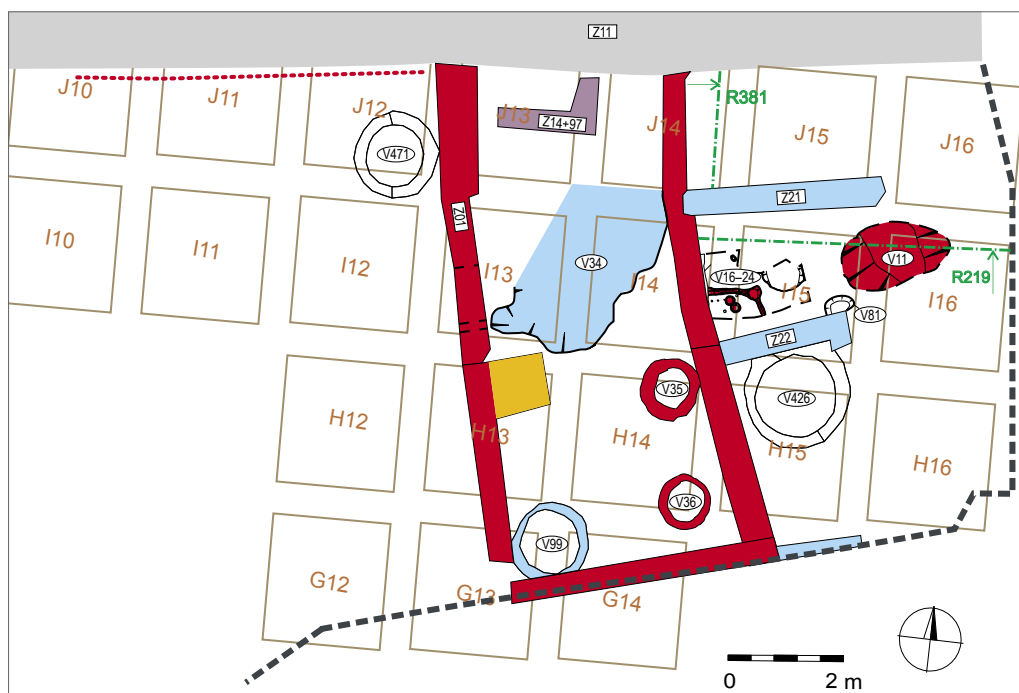 Z11
J10
J11
J12
J13
Z14+97
J14
R381
J15
J16
V471
Z01
Z21
I10
I11
I12
I13
V34
I14
V16–24
I15
V11
R219
I16
V81
Z22
V35
V426
H12
H13
H14
H15
H16
V36
V99
G12
G13
G14
0 2 m